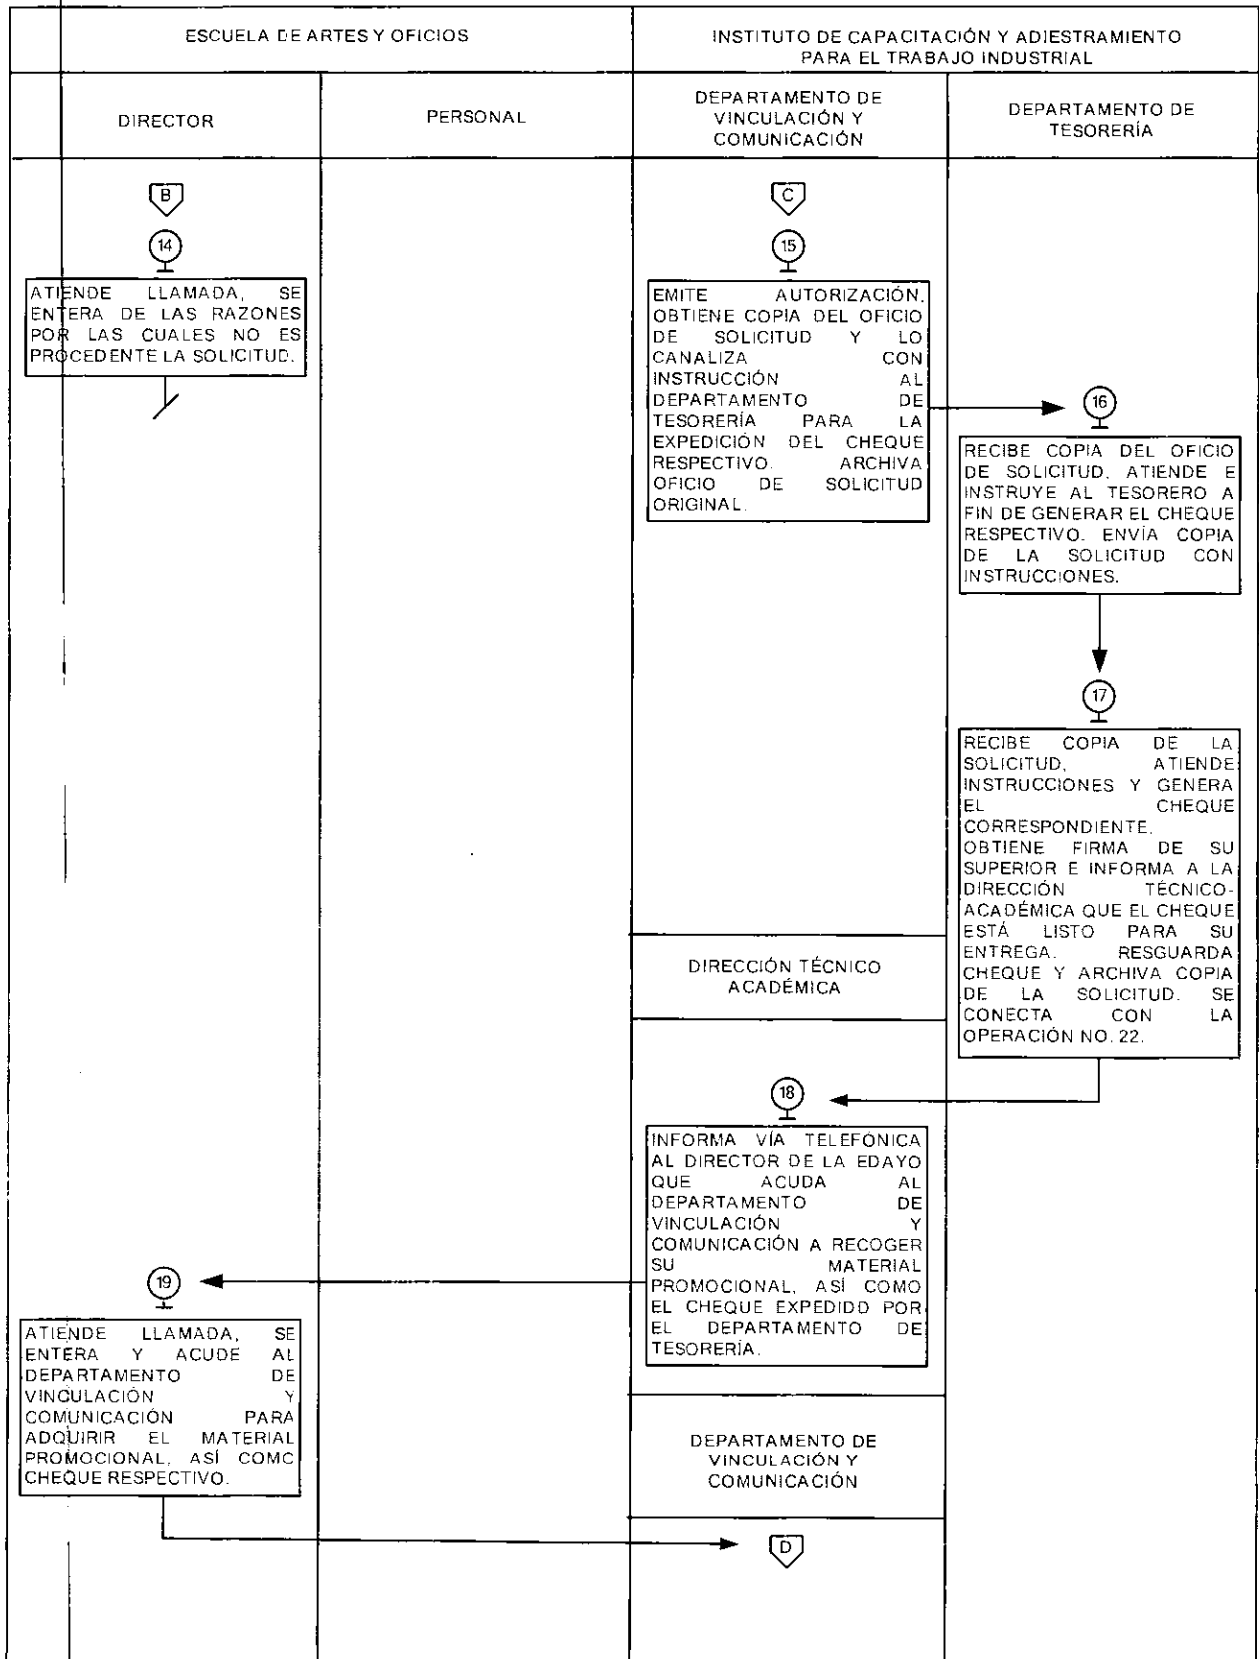 ESCUELA DE ARTES Y OFICIOS
INSTITUTO DE CAPACITACIÓN Y ADIESTRAMIENTO
PARA EL TRABAJO INDUSTRIAL
DIRECTOR
PERSONAL
DEPARTAMENTO DE
VINCULACIÓN Y
COMUNICACIÓN
DEPARTAMENTO DE
TESORERÍA
B
14
ATIENDE LLAMADA, SE
ENTERA DE LAS RAZONES
POR LAS CUALES NO ES
PROCEDENTE LA SOLICITUD.
C
15
EMITE AUTORIZACIÓN,
OBTIENE COPIA DEL OFICIO
DE SOLICITUD Y LO
CANALIZA CON
INSTRUCCIÓN AL
DEPARTAMENTO DE
TESORERÍA PARA LA
EXPEDICIÓN DEL CHEQUE
RESPECTIVO. ARCHIVA
OFICIO DE SOLICITUD
ORIGINAL.
16
RECIBE COPIA DEL OFICIO
DE SOLICITUD, ATIENDE E
INSTRUYE AL TESORERO A
FIN DE GENERAR EL CHEQUE
RESPECTIVO. ENVÍA COPIA
DE LA SOLICITUD CON
INSTRUCCIONES.
17
RECIBE COPIA DE LA
SOLICITUD, ATIENDE
INSTRUCCIONES Y GENERA
EL CHEQUE
CORRESPONDIENTE.
OBTIENE FIRMA DE SU
SUPERIOR E INFORMA A LA
DIRECCIÓN TÉCNICO-
ACADÉMICA QUE EL CHEQUE
ESTÁ LISTO PARA SU
ENTREGA. RESGUARDA
CHEQUE Y ARCHIVA COPIA
DE LA SOLICITUD. SE
CONECTA CON LA
OPERACIÓN NO. 22.
DIRECCIÓN TÉCNICO
ACADÉMICA
18
INFORMA VÍA TELEFÓNICA
AL DIRECTOR DE LA EDAYO
QUE ACUDA AL
DEPARTAMENTO DE
VINCULACIÓN Y
COMUNICACIÓN A RECOGER
SU MATERIAL
PROMOCIONAL, ASÍ COMO
EL CHEQUE EXPEDIDO POR
EL DEPARTAMENTO DE
TESORERÍA.
19
ATIENDE LLAMADA, SE
ENTERA Y ACUDE AL
DEPARTAMENTO DE
VINCULACIÓN Y
COMUNICACIÓN PARA
ADQUIRIR EL MATERIAL
PROMOCIONAL, ASÍ COMO
CHEQUE RESPECTIVO.
DEPARTAMENTO DE
VINCULACIÓN Y
COMUNICACIÓN
D